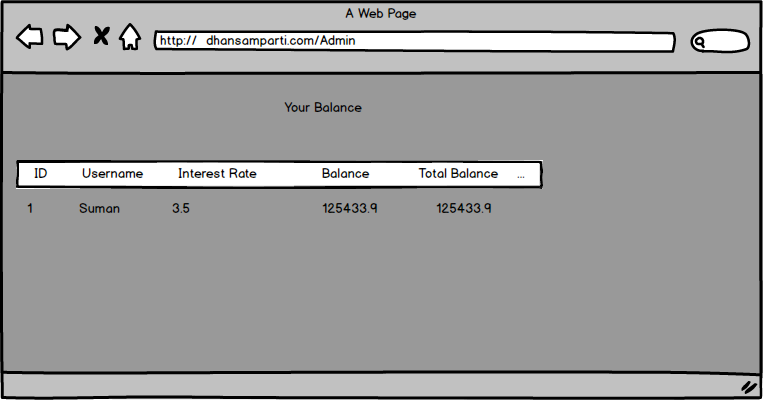 A Web Page
http:// dhansamparti.com/Admin
Your Balance
ID Username Interest Rate Balance Total Balance ...
1 Suman 3.5 125433.9 125433.9